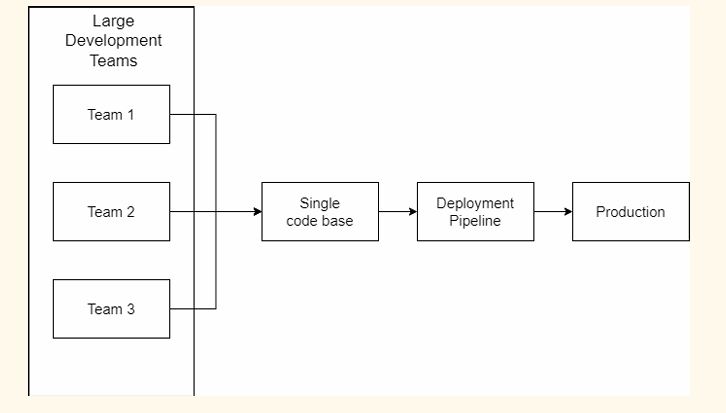 Large
Development
Teams
Team 1
Team 2
Team 3
Single
code base
Deployment
Pipeline
Production